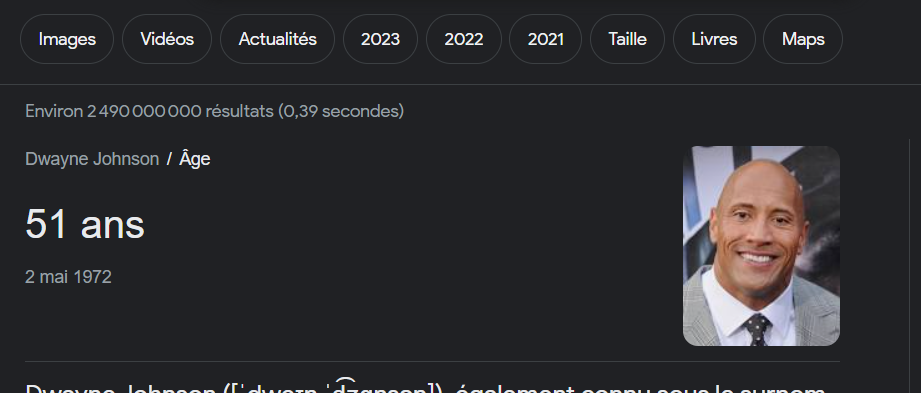 Images Vidéos Actualités 2023 2022 2021 Taille Livres Maps
Environ 2 490 000 000 résultats (0,39 secondes)
Dwayne Johnson / Âge
51 ans
2 mai 1972
Dwayne Johnson ([ˈdweɪn ˈd͡ʒɑnsən]), également connu sous le surnom